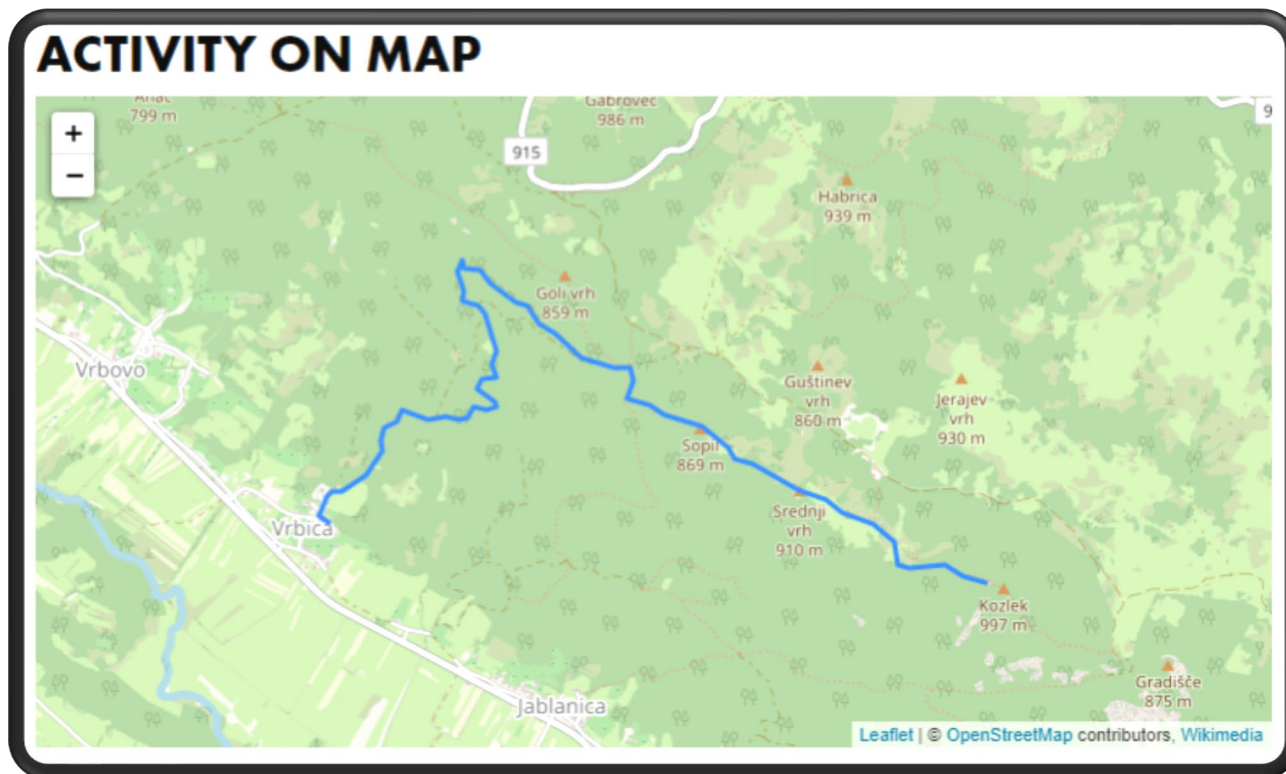 ACTIVITY ON MAP
799 m
Gabrovec
986 m
915
+
−
Habrica
939 m
Goli vrh
859 m
Vrbovo
Guštinev
vrh
860 m
Jerajev
vrh
930 m
Sopil
869 m
Srednji
vrh
910 m
Vrbica
Kozlek
997 m
Gradišče
875 m
Jablanica
Leaflet | © OpenStreetMap contributors, Wikimedia